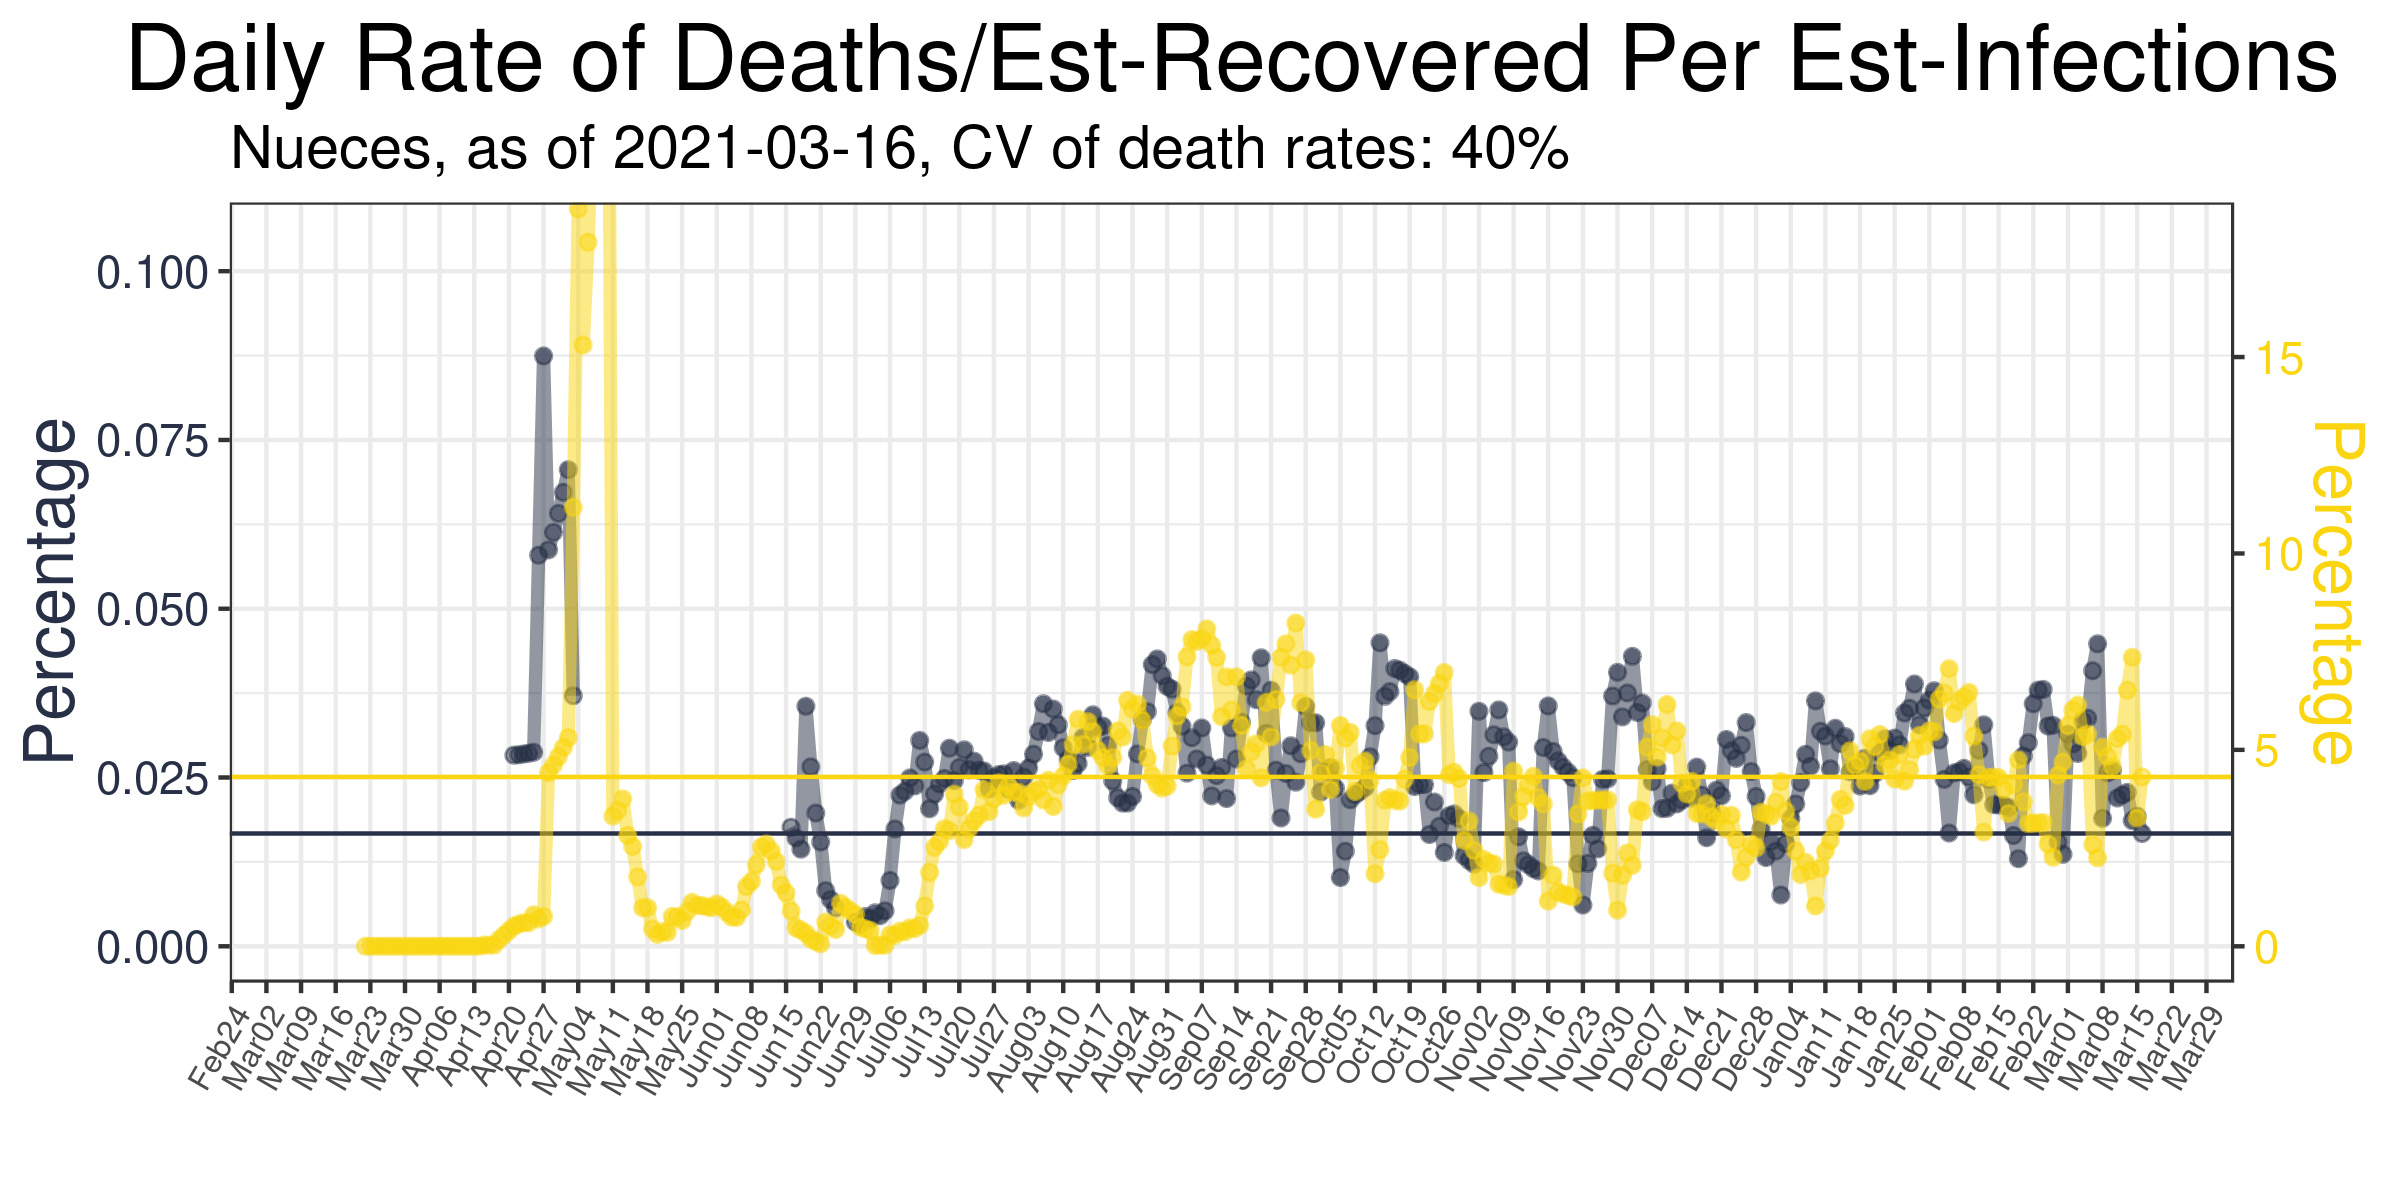 Daily Rate of Deaths/Est-Recovered Per Est-Infections
Nueces, as of 2021-03-16, CV of death rates: 40%
Percentage
0.100
0.075
0.050
0.025
0.000
15
10
5
0
Percentage
Feb24
Mar02
Mar09
Mar16
Mar23
Mar30
Apr06
Apr13
Apr20
Apr27
May04
May11
May18
May25
Jun01
Jun08
Jun15
Jun22
Jun29
Jul06
Jul13
Jul20
Jul27
Aug03
Aug10
Aug17
Aug24
Aug31
Sep07
Sep14
Sep21
Sep28
Oct05
Oct12
Oct19
Oct26
Nov02
Nov09
Nov16
Nov23
Nov30
Dec07
Dec14
Dec21
Dec28
Jan04
Jan11
Jan18
Jan25
Feb01
Feb08
Feb15
Feb22
Mar01
Mar08
Mar15
Mar22
Mar29